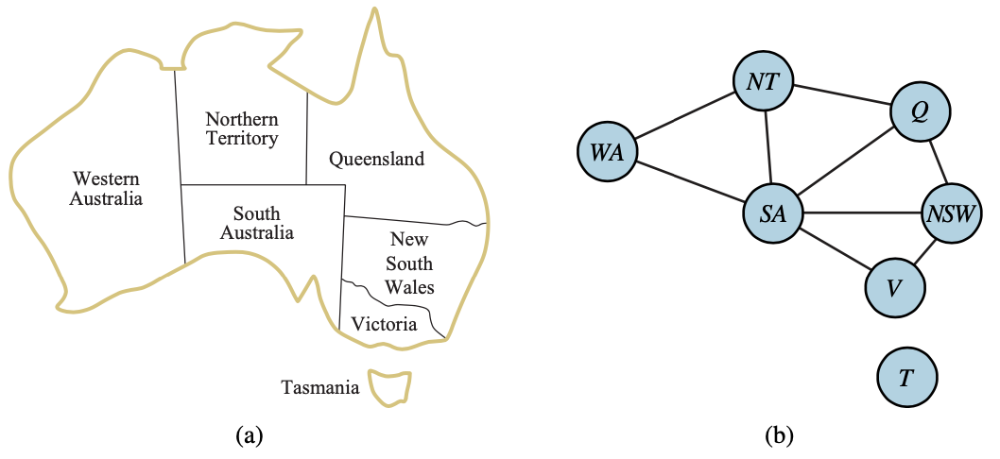 Northern
Territory
Western
Australia
Queensland
South
Australia
New
South
Wales
Victoria
Tasmania
(a)
NT
Q
WA
SA
NSW
V
T
(b)